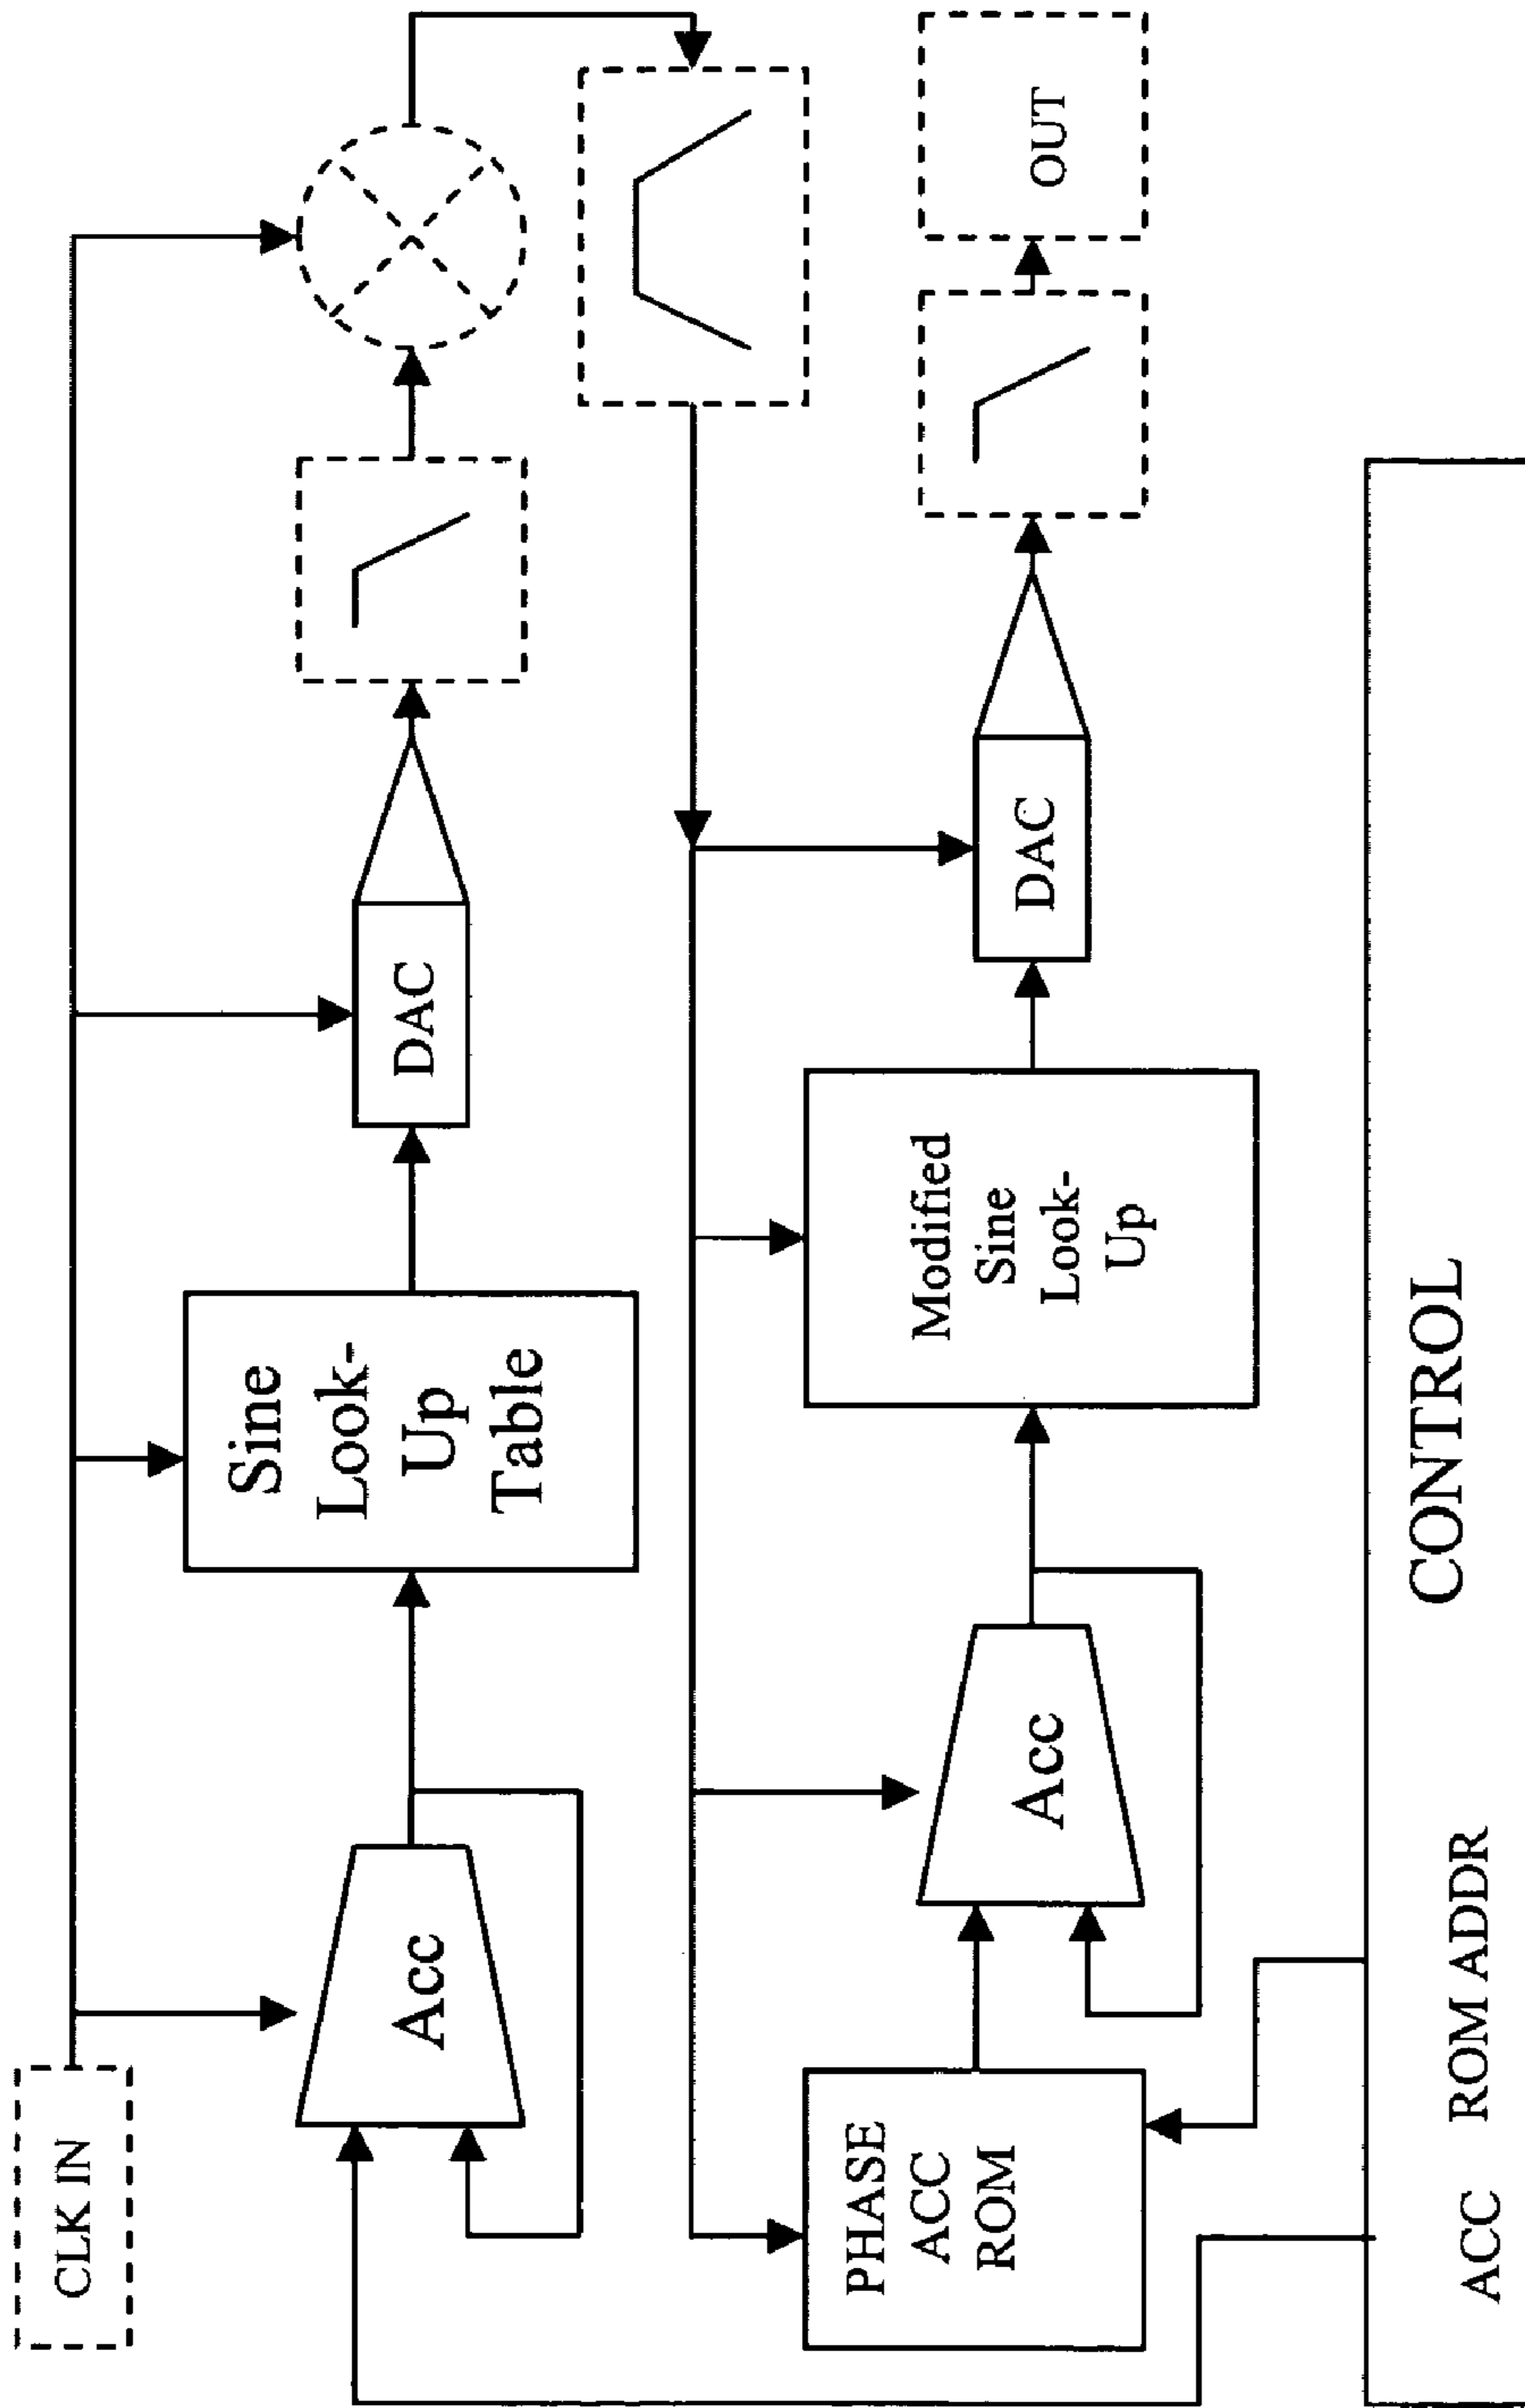 CLK IN
Acc
Sine
Look-
Up
Table
DAC
PHASE
ACC
ROM
Acc
Modified
Sine
Look-
Up
DAC
OUT
CONTROL
ACC
ROM ADDR